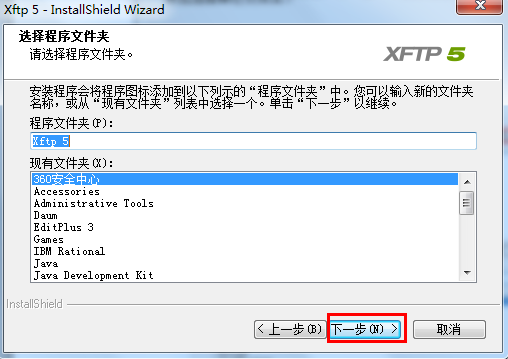 Xftp 5 - InstallShield Wizard
选择程序文件夹
请选择程序文件夹。
XFTP 5
安装程序会将程序图标添加到以下列示的“程序文件夹”中。您可以输入新的文件夹
名称，或从“现有文件夹”列表中选择一个。单击“下一步”以继续。
程序文件夹(P):
Xftp 5
现有文件夹(X):
360安全中心
Accessories
Administrative Tools
Daum
EditPlus 3
Games
IBM Rational
Java
Java Development Kit
InstallShield
< 上一步(B)
下一步(N) >
取消